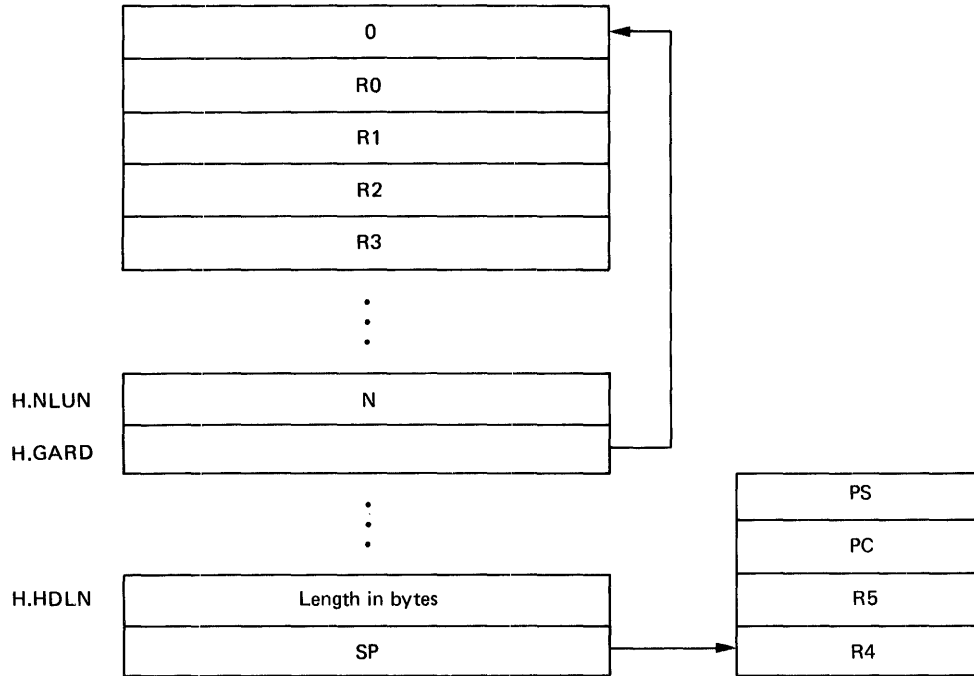 0
R0
R1
R2
R3
H.NLUN N
H.GARD
PS
PC
H.HDLN Length in bytes R5
SP R4